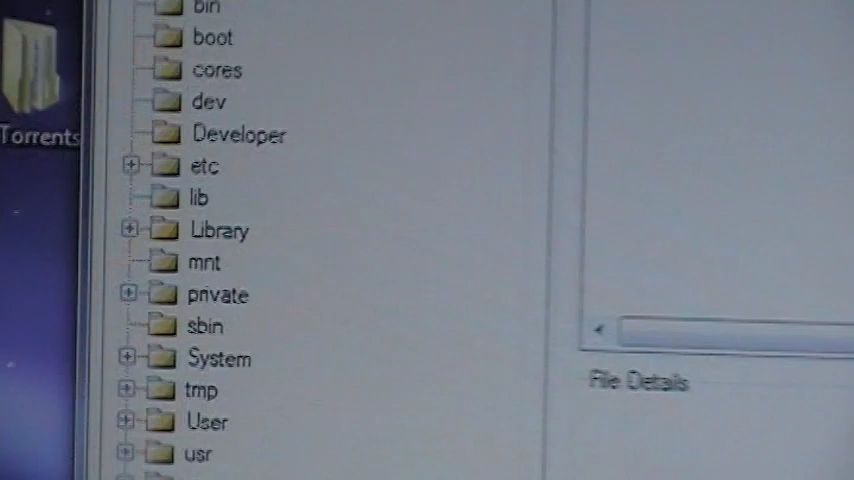 bin
boot
cores
dev
Torrents
Developer
etc
lib
Library
mnt
private
sbin
System
File Details
tmp
User
usr